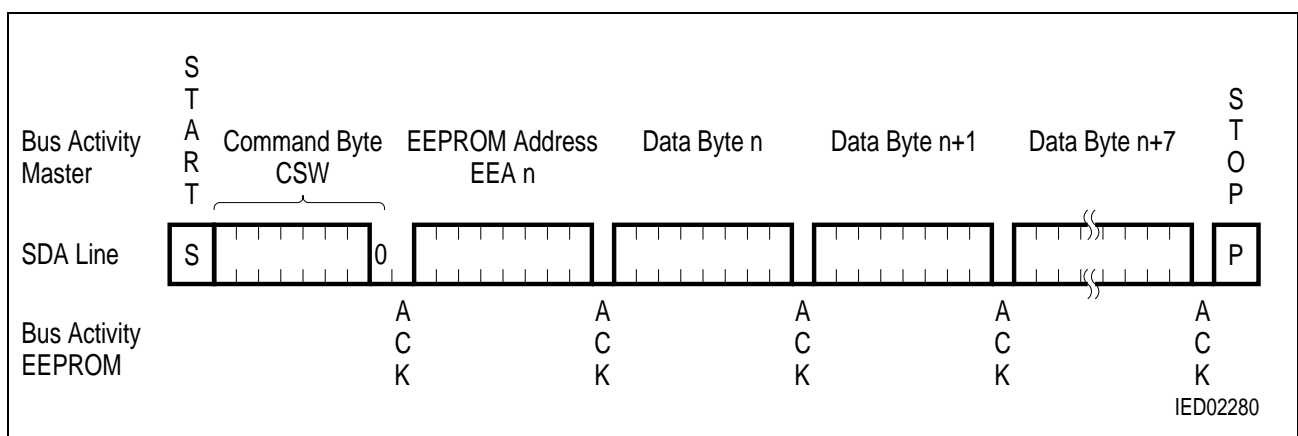 START
STOP
Bus Activity
Master
Command Byte
CSW
EEPROM Address
EEA n
Data Byte n
Data Byte n+1
Data Byte n+7
SDA Line
S
0
P
Bus Activity
EEPROM
ACK
ACK
ACK
ACK
ACK
IED02280